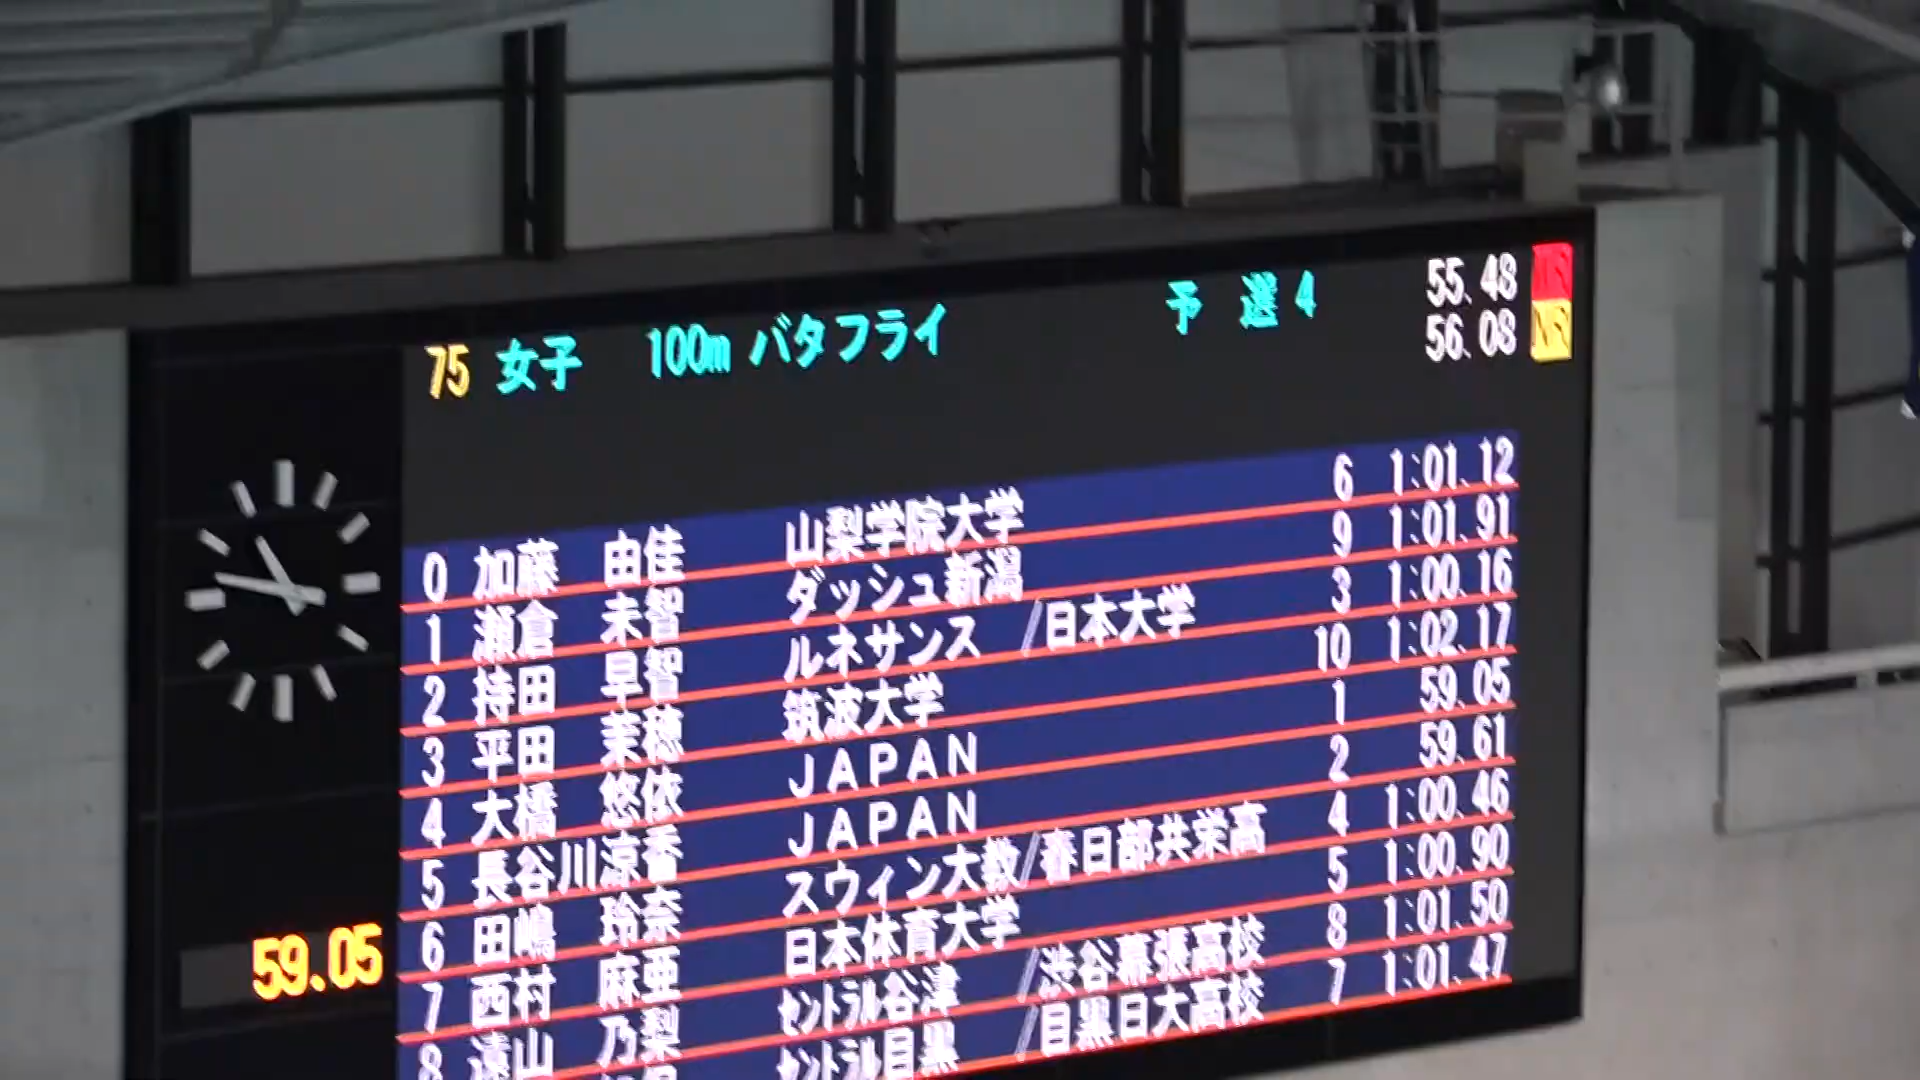 75 女子 100m バタフライ 予 選 4 55.48
56.08 NR
0 加藤 由佳 山梨学院大学 6 1:01.12
1 瀬倉 未智 ダッシュ新潟 9 1:01.91
2 持田 早智 ルネサンス /日本大学 3 1:00.16
3 平田 茉穂 筑波大学 10 1:02.17
4 大橋 悠依 JAPAN 1 59.05
5 長谷川涼香 JAPAN 2 59.61
6 田嶋 玲奈 スウィン大教/春日部共栄高 4 1:00.46
7 西村 麻亜 日本体育大学 5 1:00.90
8 遠山 乃梨 ｾﾝﾄﾗﾙ谷津 /渋谷幕張高校 8 1:01.50
ｾﾝﾄﾗﾙ目黒 /目黒日大高校 7 1:01.47
59.05